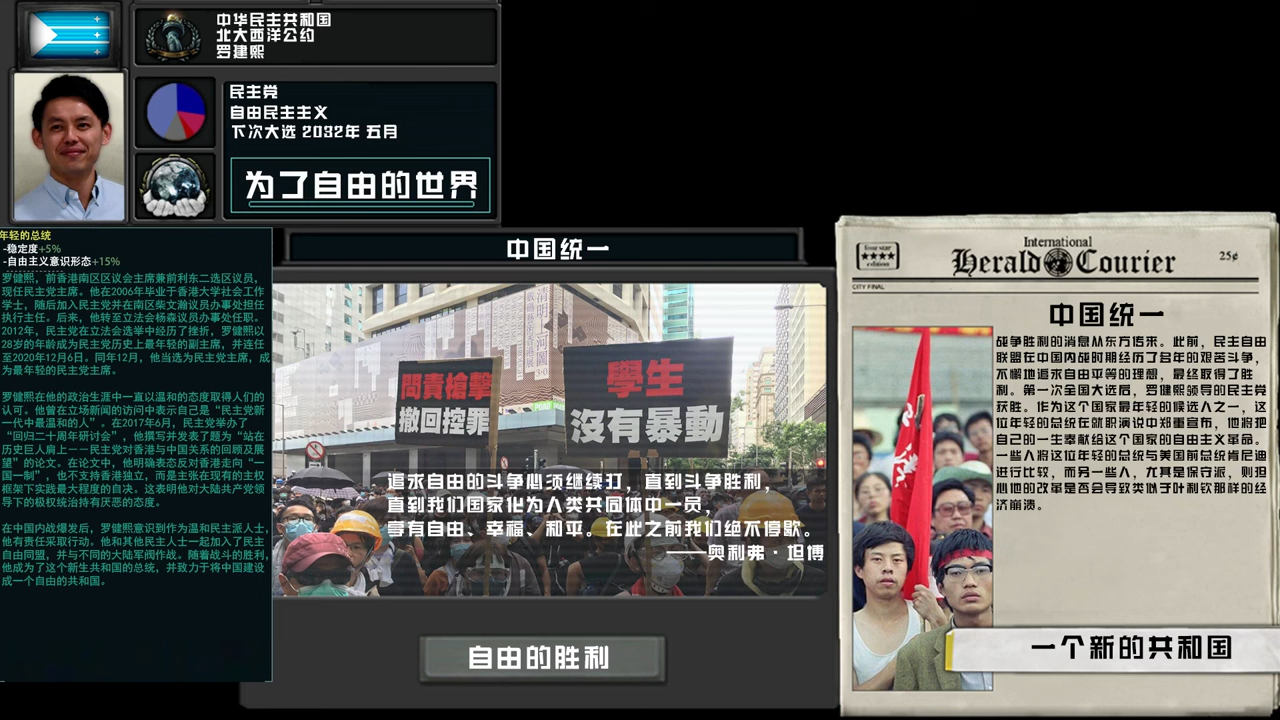 中华民主共和国
北大西洋公约
罗建熙
民主党
自由民主主义
下次大选 2032年 五月
为了自由的世界
年轻的总统
-稳定度+5%
-自由主义意识形态+15%
罗健熙，前香港南区区议会主席兼前利东二选区议员，
现任民主党主席。他在2006年毕业于香港大学社会工作
学士，随后加入民主党并在南区柴文瀚议员办事处担任
执行主任。后来，他转至立法会杨森议员办事处任职。
2012年，民主党在立法会选举中经历了挫折，罗健熙以
28岁的年龄成为民主党历史上最年轻的副主席，并连任
至2020年12月6日。同年12月，他当选为民主党主席，成
为最年轻的民主党主席。
罗健熙在他的政治生涯中一直以温和的态度取得人们的
认可。他曾在立场新闻的访问中表示自己是“民主党新
一代中最温和的人”。在2017年6月，民主党举办了
“回归二十周年研讨会”，他撰写并发表了题为“站在
历史巨人肩上－－民主党对香港与中国关系的回顾及展
望”的论文。在论文中，他明确表态反对香港走向“一
国一制”，也不支持香港独立，而是主张在现有的主权
框架下实践最大程度的自决。这表明他对大陆共产党领
导下的极权统治持有厌恶的态度。
在中国内战爆发后，罗健熙意识到作为温和民主派人士，
他有责任采取行动。他和其他民主人士一起加入了民主
自由同盟，并与不同的大陆军阀作战。随着战斗的胜利，
他成为了这个新生共和国的总统，并致力于将中国建设
成一个自由的共和国。
中国统一
清明上河圖
問責槍擊
撤回控罪
學生
沒有暴動
追求自由的斗争必须继续打，直到斗争胜利，
直到我们国家化为人类共同体中一员，
享有自由、幸福、和平。在此之前我们绝不停歇。
——奥利弗·坦博
自由的胜利
four star
edition
International
Herald Courier
25¢
CITY FINAL
中国统一
战争胜利的消息从东方传来。此前，民主自由
联盟在中国内战时期经历了多年的艰苦斗争，
不懈地追求自由平等的理想，最终取得了胜
利。第一次全国大选后，罗健熙领导的民主党
获胜。作为这个国家最年轻的候选人之一，这
位年轻的总统在就职演说中郑重宣布，他将把
自己的一生奉献给这个国家的自由主义革命。
一些人将这位年轻的总统与美国前总统肯尼迪
进行比较，而另一些人，尤其是保守派，则担
心他的改革是否会导致类似于叶利钦那样的经
济崩溃。
一个新的共和国